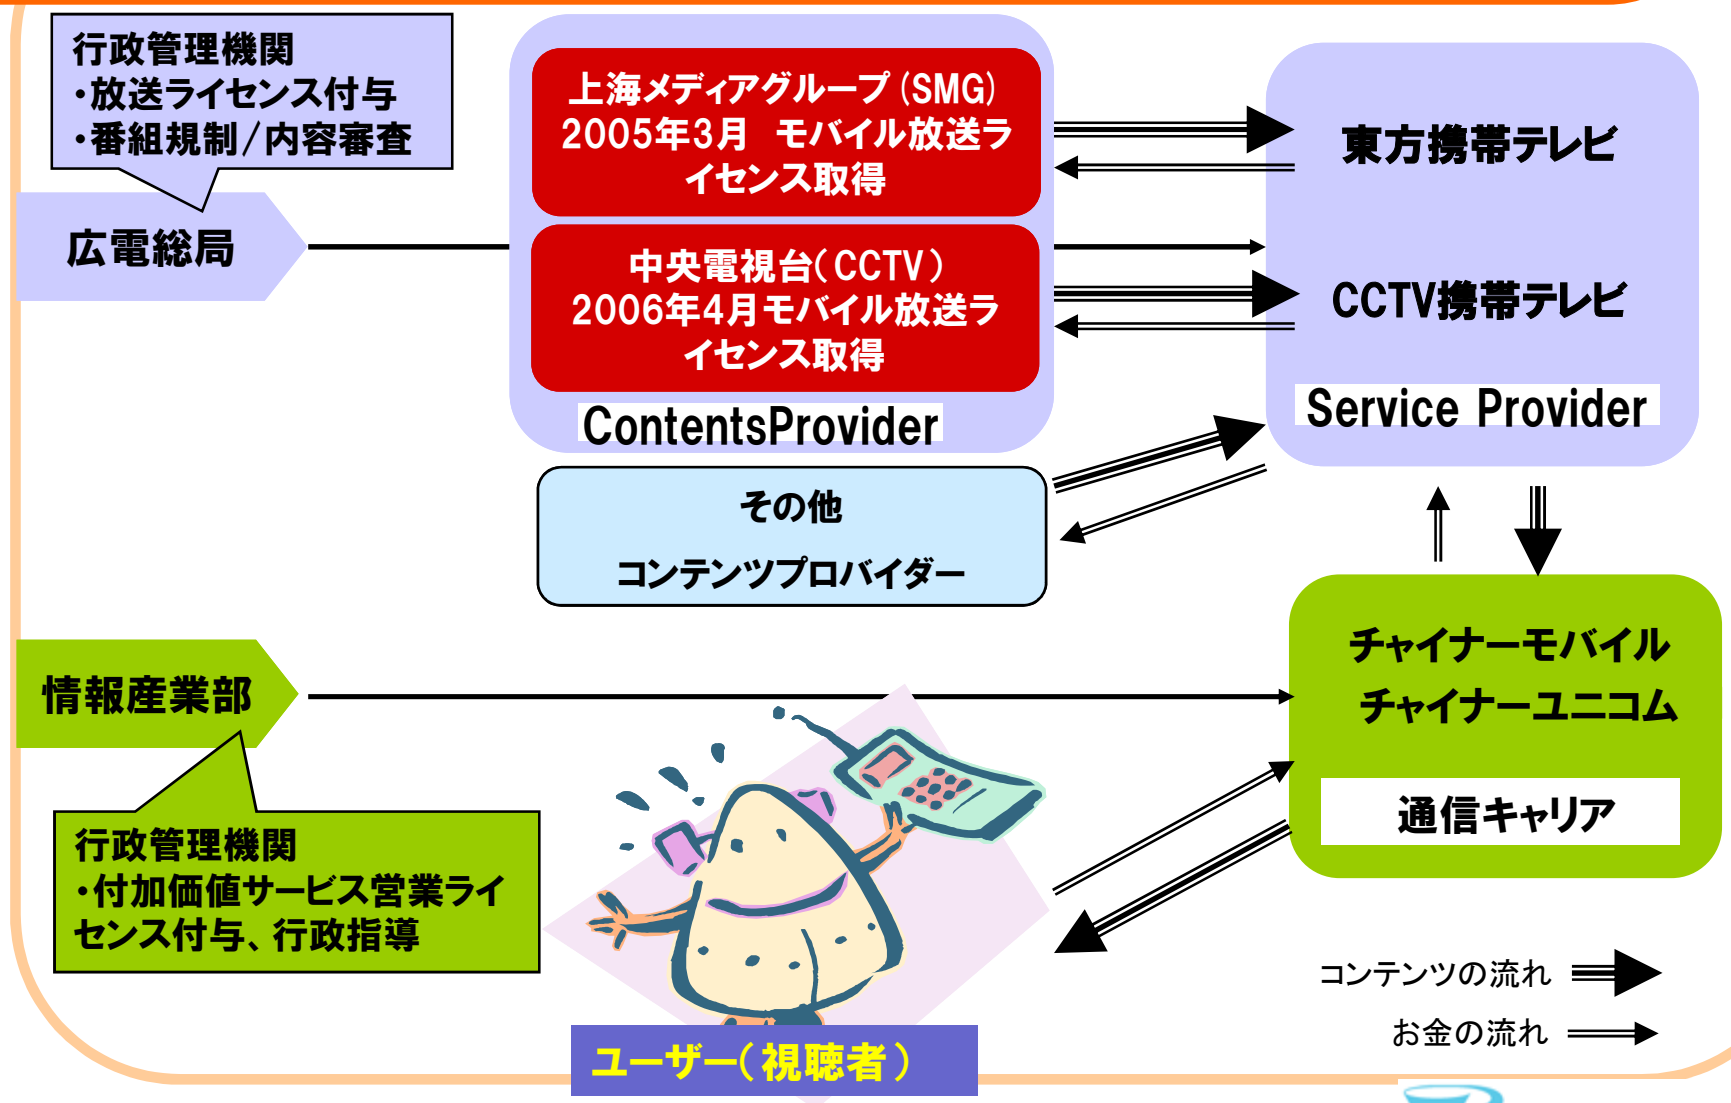 行政管理機関
・放送ライセンス付与
・番組規制/内容審査
広電総局
上海メディアグループ(SMG)
2005年3月　モバイル放送ラ
イセンス取得
中央電視台(CCTV)
2006年4月モバイル放送ラ
イセンス取得
ContentsProvider
東方携帯テレビ
CCTV携帯テレビ
Service Provider
その他
コンテンツプロバイダー
情報産業部
行政管理機関
・付加価値サービス営業ライ
センス付与、行政指導
チャイナーモバイル
チャイナーユニコム
通信キャリア
ユーザー(視聴者)
コンテンツの流れ
お金の流れ